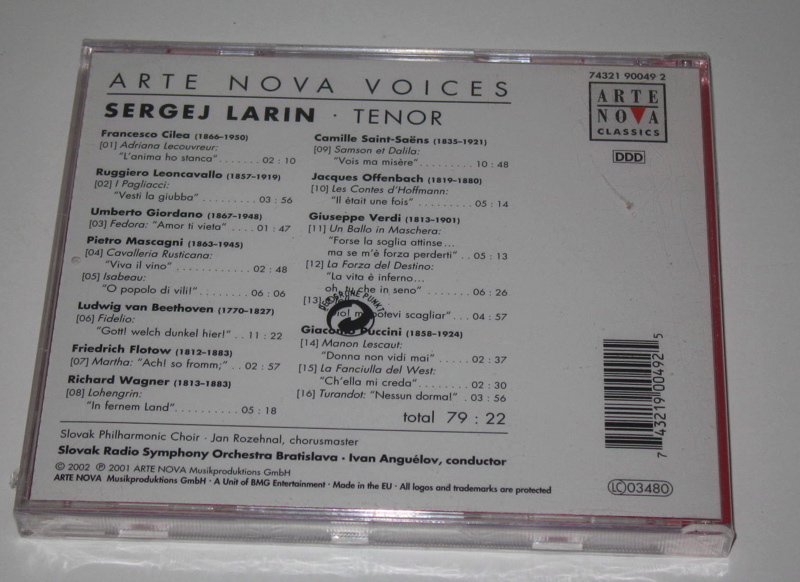 ARTE NOVA VOICES
SERGEJ LARIN · TENOR
Francesco Cilea (1866–1950)
[01] Adriana Lecouvreur:
"L'anima ho stanca" . . . . . . . 02 : 10
Ruggiero Leoncavallo (1857–1919)
[02] I Pagliacci:
"Vesti la giubba" . . . . . . . . 03 : 56
Umberto Giordano (1867–1948)
[03] Fedora: "Amor ti vieta" . . . . 01 : 47
Pietro Mascagni (1863–1945)
[04] Cavalleria Rusticana:
"Viva il vino" . . . . . . . . . . 02 : 48
[05] Isabeau:
"O popolo di vili!" . . . . . . . 06 : 06
Ludwig van Beethoven (1770–1827)
[06] Fidelio:
"Gott! welch dunkel hier!" . . 11 : 22
Friedrich Flotow (1812–1883)
[07] Martha: "Ach! so fromm;" . . 02 : 57
Richard Wagner (1813–1883)
[08] Lohengrin:
"In fernem Land" . . . . . . . . . 05 : 18
Camille Saint-Saëns (1835–1921)
[09] Samson et Dalila:
"Vois ma misère" . . . . . . . . 10 : 48
Jacques Offenbach (1819–1880)
[10] Les Contes d'Hoffmann:
"Il était une fois" . . . . . . . . 05 : 14
Giuseppe Verdi (1813–1901)
[11] Un Ballo in Maschera:
"Forse la soglia attinse...
ma se m'è forza perderti" . . 05 : 13
[12] La Forza del Destino:
"La vita è inferno...
oh, tu che in seno" . . . . . . 06 : 26
[13]
potevi scagliar" . . . . 04 : 57
Giacomo Puccini (1858–1924)
[14] Manon Lescaut:
"Donna non vidi mai" . . . . . 02 : 37
[15] La Fanciulla del West:
"Ch'ella mi creda" . . . . . . . 02 : 30
[16] Turandot: "Nessun dorma!" . 03 : 56
total 79 : 22
Slovak Philharmonic Choir · Jan Rozehnal, chorusmaster
Slovak Radio Symphony Orchestra Bratislava · Ivan Anguélov, conductor
© 2002 ℗ 2001 ARTE NOVA Musikproduktions GmbH
ARTE NOVA Musikproduktions GmbH · A Unit of BMG Entertainment · Made in the EU · All logos and trademarks are protected
DER GRÜNE PUNKT
74321 90049 2
ARTE
NOVA
CLASSICS
DDD
7 43219 00492 5
LC 03480